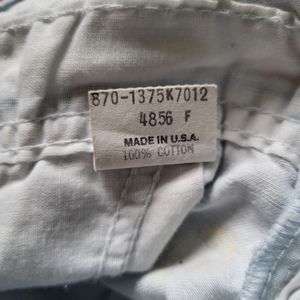 870-1375K7012
4856 F
MADE IN U.S.A.
100% COTTON